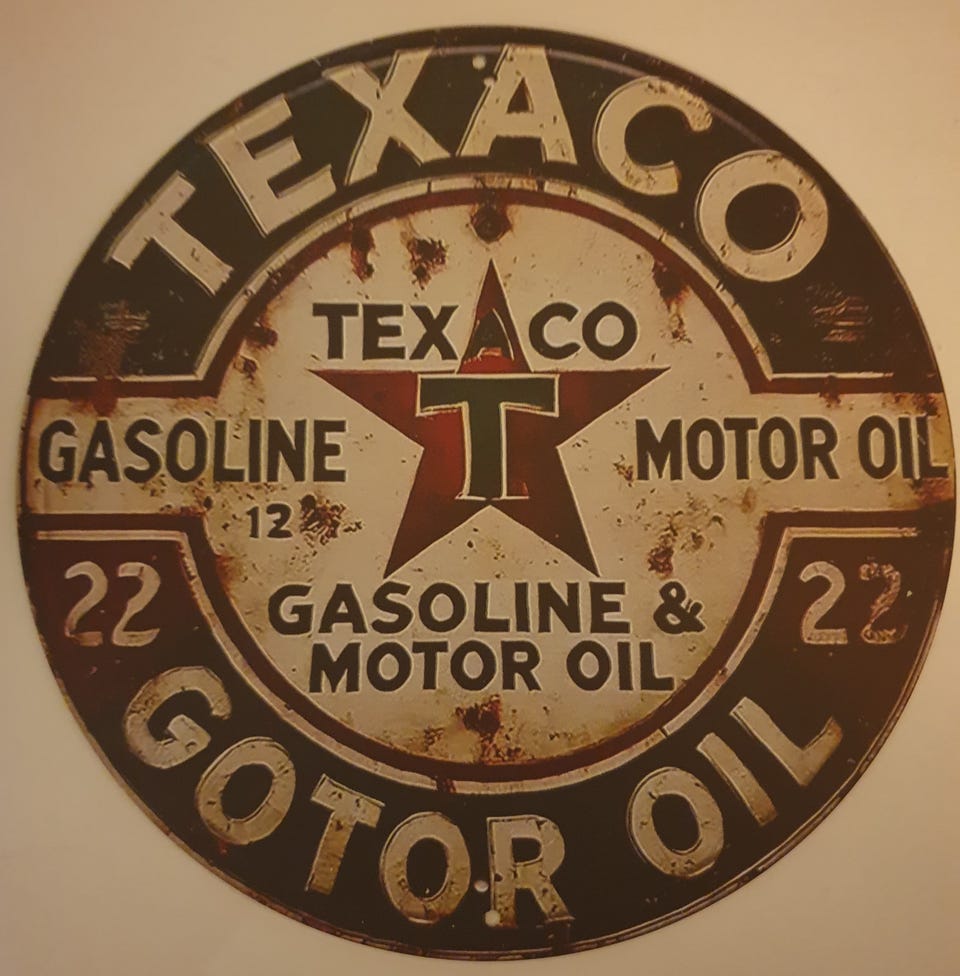 TEXACO
TEXACO
T
GASOLINE
MOTOR OIL
12
22
22
GASOLINE &
MOTOR OIL
GOTOR OIL